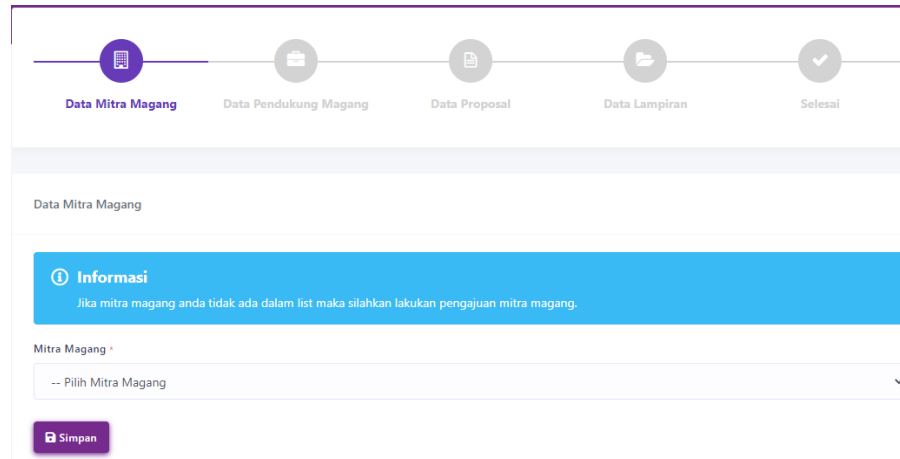 Data Mitra Magang
Data Pendukung Magang
Data Proposal
Data Lampiran
Selesai
Data Mitra Magang
Informasi
Jika mitra magang anda tidak ada dalam list maka silahkan lakukan pengajuan mitra magang.
Mitra Magang *
-- Pilih Mitra Magang
Simpan